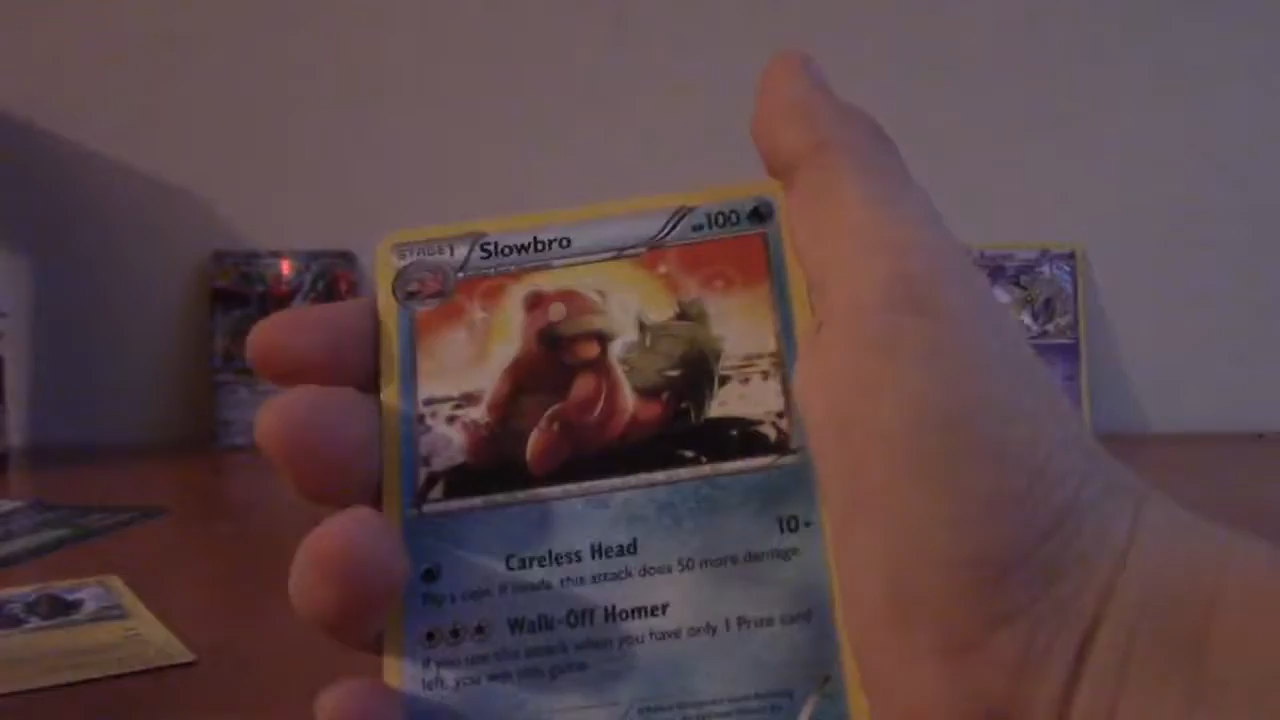 STAGE1 Slowbro HP100
Careless Head 10+
Flip a coin. If heads, this attack does 50 more damage.
Walk-Off Homer
If you use this attack when you have only 1 Prize card
left, you win this game.